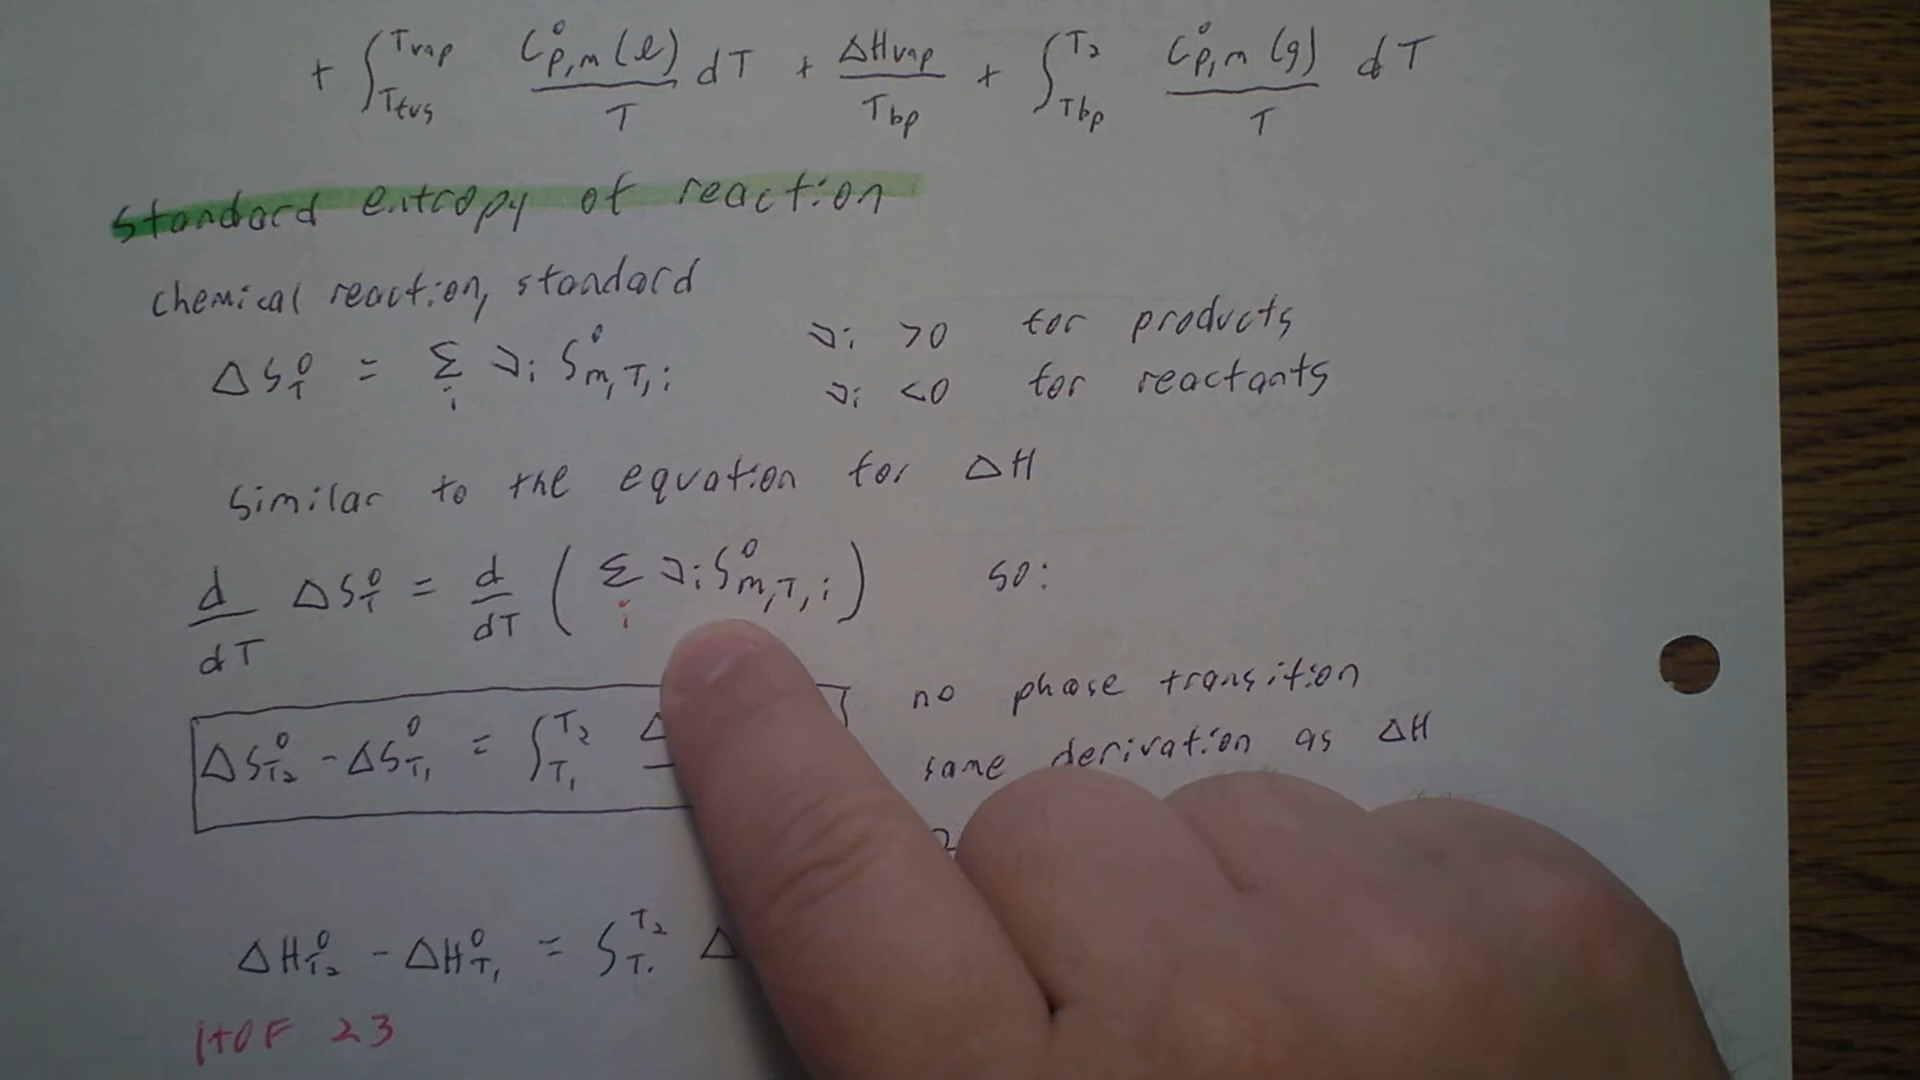 + ∫_{Tfus}^{Tvap} C°p,m(l)/T dT + ΔHvap/Tbp + ∫_{Tbp}^{T2} C°p,m(g)/T dT
standard entropy of reaction
chemical reaction, standard
νi >0 for products
ΔS°T = Σi νi S°m,T,i
νi <0 for reactants
similar to the equation for ΔH
d/dT ΔS°T = d/dT (Σi νi S°m,T,i) so:
no phase transition
ΔS°T2 - ΔS°T1 = ∫_{T1}^{T2} Δ
same derivation as ΔH
ΔH°T2 - ΔH°T1 = ∫_{T1}^{T2} Δ
HOF 23